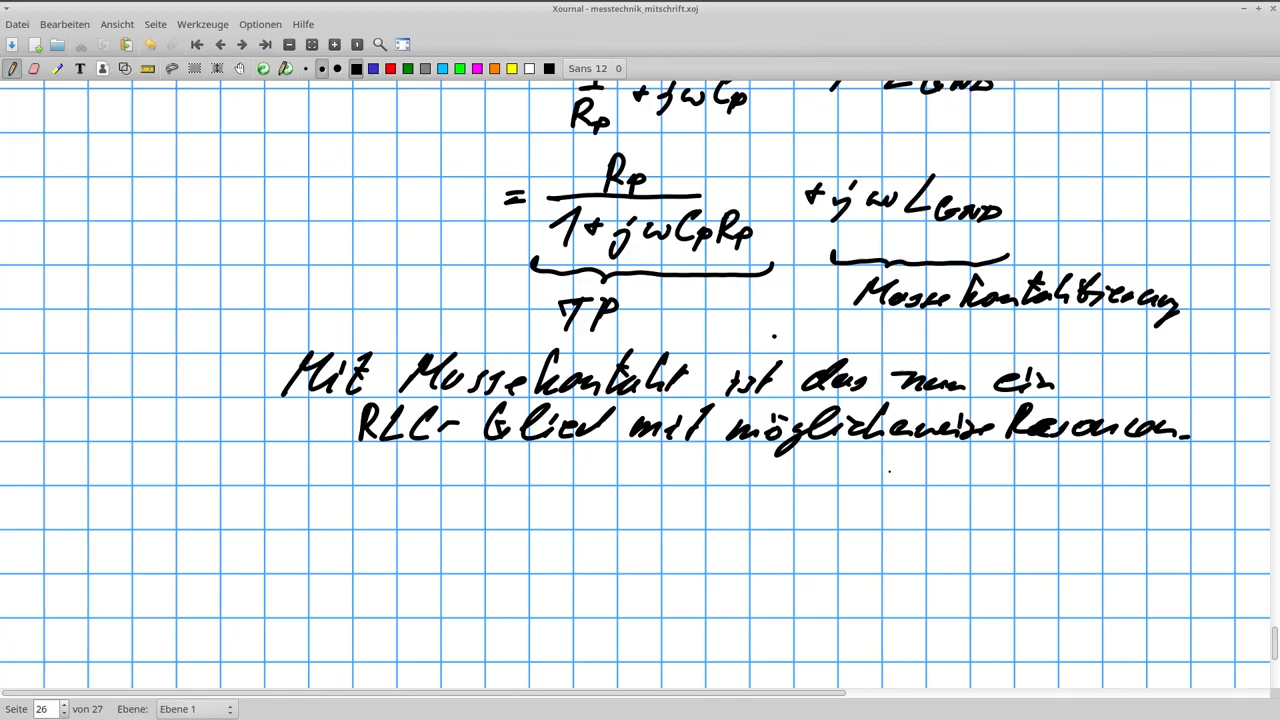 Xournal - messtechnik_mitschrift.xoj
Datei Bearbeiten Ansicht Seite Werkzeuge Optionen Hilfe
Sans 12 0
1
Rp + jωCp + LGND
= Rp
1 + jωCpRp + jωLGND
TP Massekontaktierung
Mit Massekontakt ist das nun ein
RLC-Glied mit möglicherweise Resonanz.
Seite 26 von 27 Ebene: Ebene 1